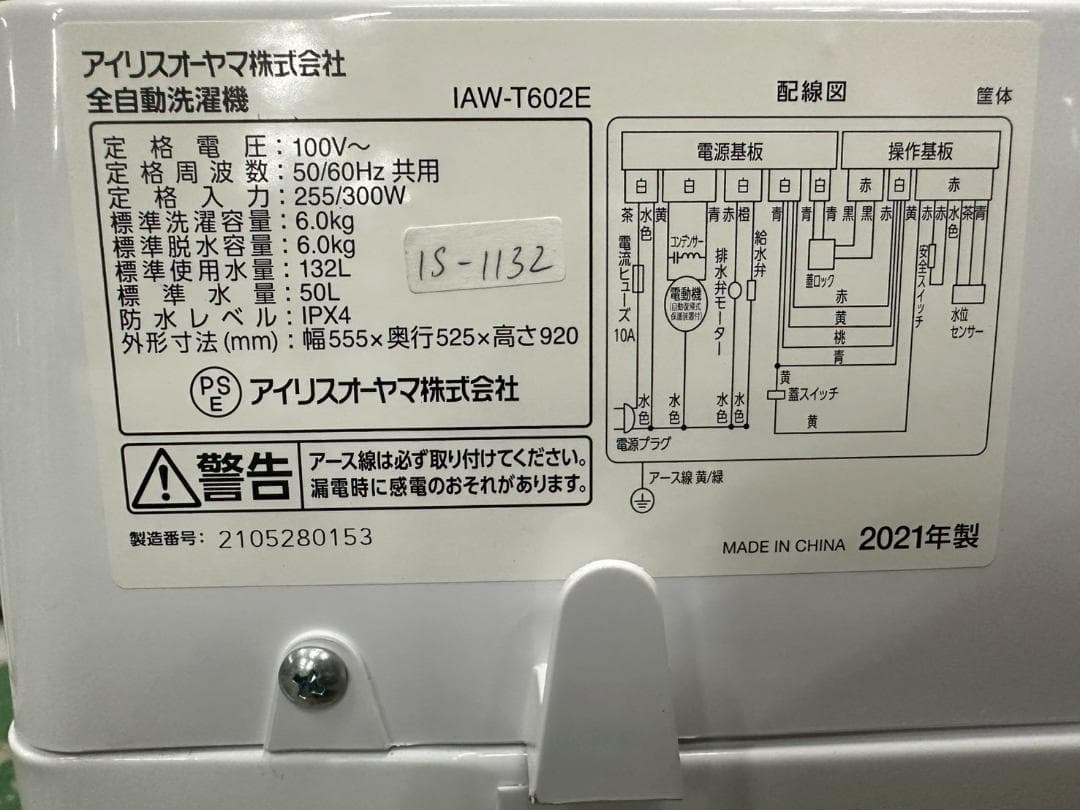 アイリスオーヤマ株式会社
全自動洗濯機 IAW-T602E
定格電圧：100V～
定格周波数：50/60Hz 共用
定格入力：255/300W
標準洗濯容量：6.0kg
標準脱水容量：6.0kg
標準使用水量：132L
標準水量：50L
防水レベル：IPX4
外形寸法(mm)：幅555×奥行525×高さ920
IS-1132
PSE アイリスオーヤマ株式会社
警告
アース線は必ず取り付けてください。
漏電時に感電のおそれがあります。
製造番号：2105280153
配線図 筐体
電源基板 操作基板
白 白 白 白 白 赤 白 赤
茶 水色 黄 青 赤 橙 青 青 青 黒 黒 赤 黄 赤 赤 水色 茶 青
電流ヒューズ 10A
コンデンサー
電動機
(自動復帰式保護装置付)
排水弁モーター
給水弁
蓋ロック
安全スイッチ
水位センサー
赤
黄
桃
青
黄
蓋スイッチ
黄
水色 水色 水色 水色
電源プラグ
アース線 黄/緑
MADE IN CHINA 2021年製